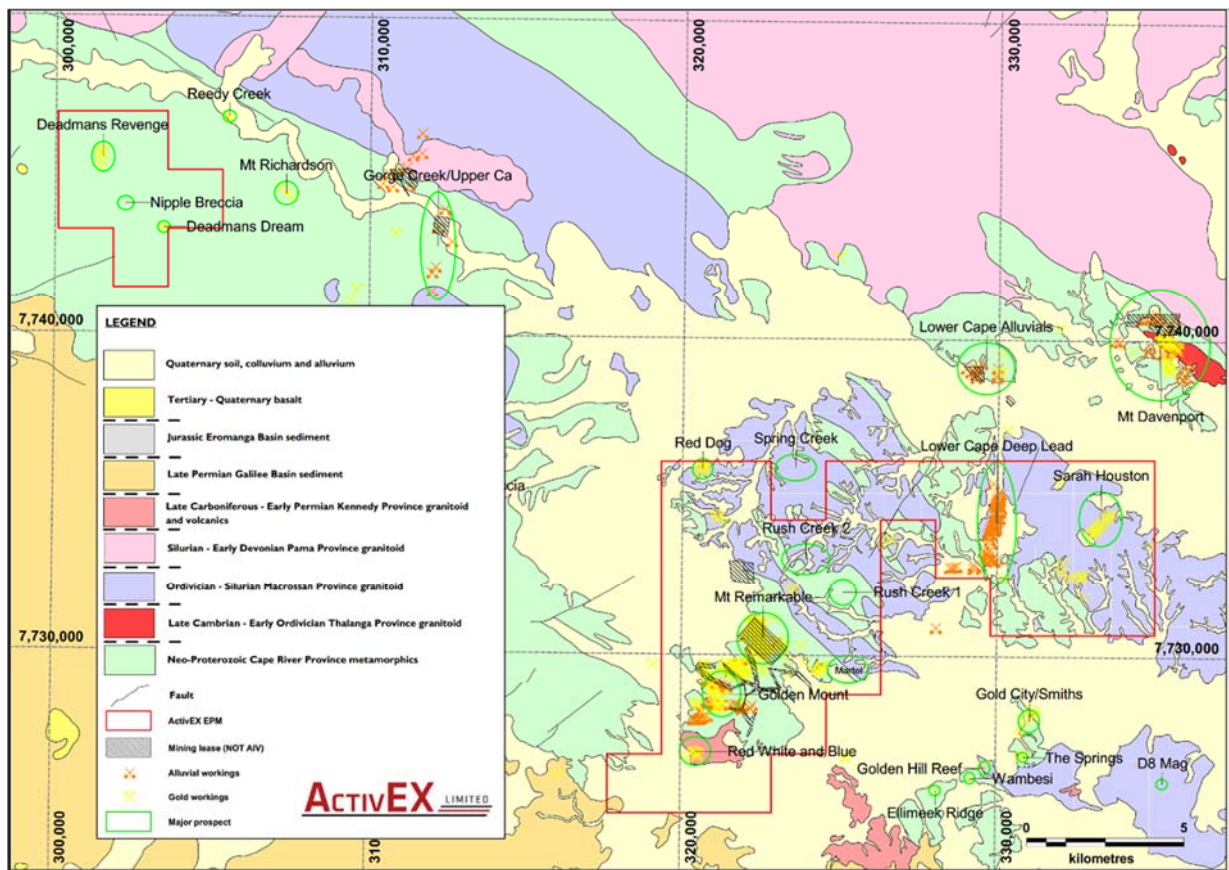 300,000
310,000
320,000
330,000
Reedy Creek
Deadmans Revenge
Mt Richardson
Gorge Creek/Upper Ca
Nipple Breccia
Deadmans Dream
7,740,000
Lower Cape Alluvials
7,740,000
Mt Davenport
LEGEND
Quaternary soil, colluvium and alluvium
Tertiary - Quaternary basalt
Jurassic Eromanga Basin sediment
Late Permian Galilee Basin sediment
Late Carboniferous - Early Permian Kennedy Province granitoid
and volcanics
Silurian - Early Devonian Pama Province granitoid
Ordivician - Silurian Macrossan Province granitoid
Late Cambrian - Early Ordivician Thalanga Province granitoid
Neo-Proterozoic Cape River Province metamorphics
Fault
ActivEX EPM
Mining lease (NOT AIV)
Alluvial workings
Gold workings
Major prospect
ACTIVEX LIMITED
Red Dog
Spring Creek
Lower Cape Deep Lead
Sarah Houston
cia
Rush Creek 2
Mt Remarkable
Rush Creek 1
7,730,000
7,730,000
Martel
Golden Mount
Gold City/Smiths
Red White and Blue
The Springs
D8 Mag
Golden Hill Reef
Wambesi
Ellimeek Ridge
0
5
kilometres
300,000
310
320,000
330,000